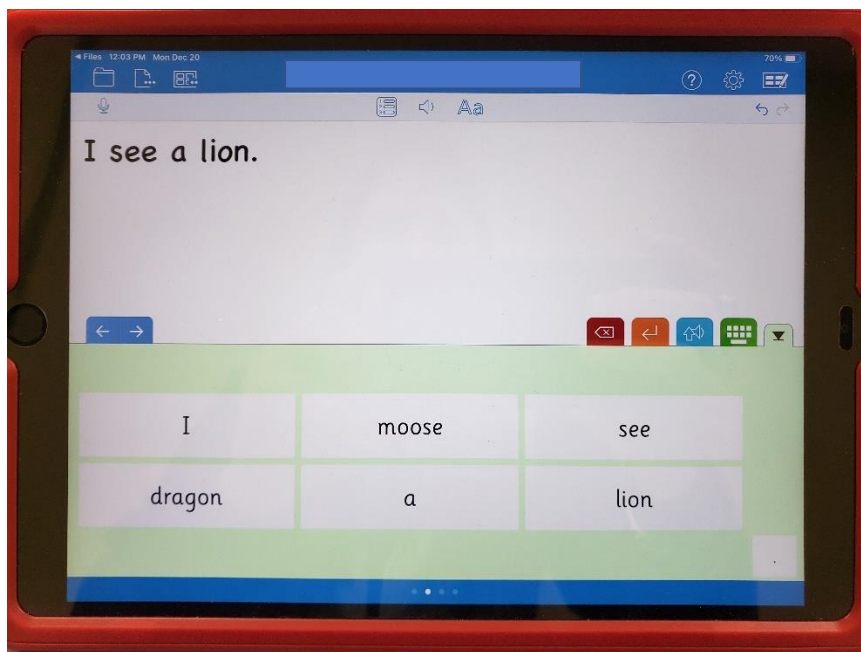 ◀ Files 12:03 PM Mon Dec 20
70%
?
Aa
I see a lion.
I moose see
dragon a lion
.